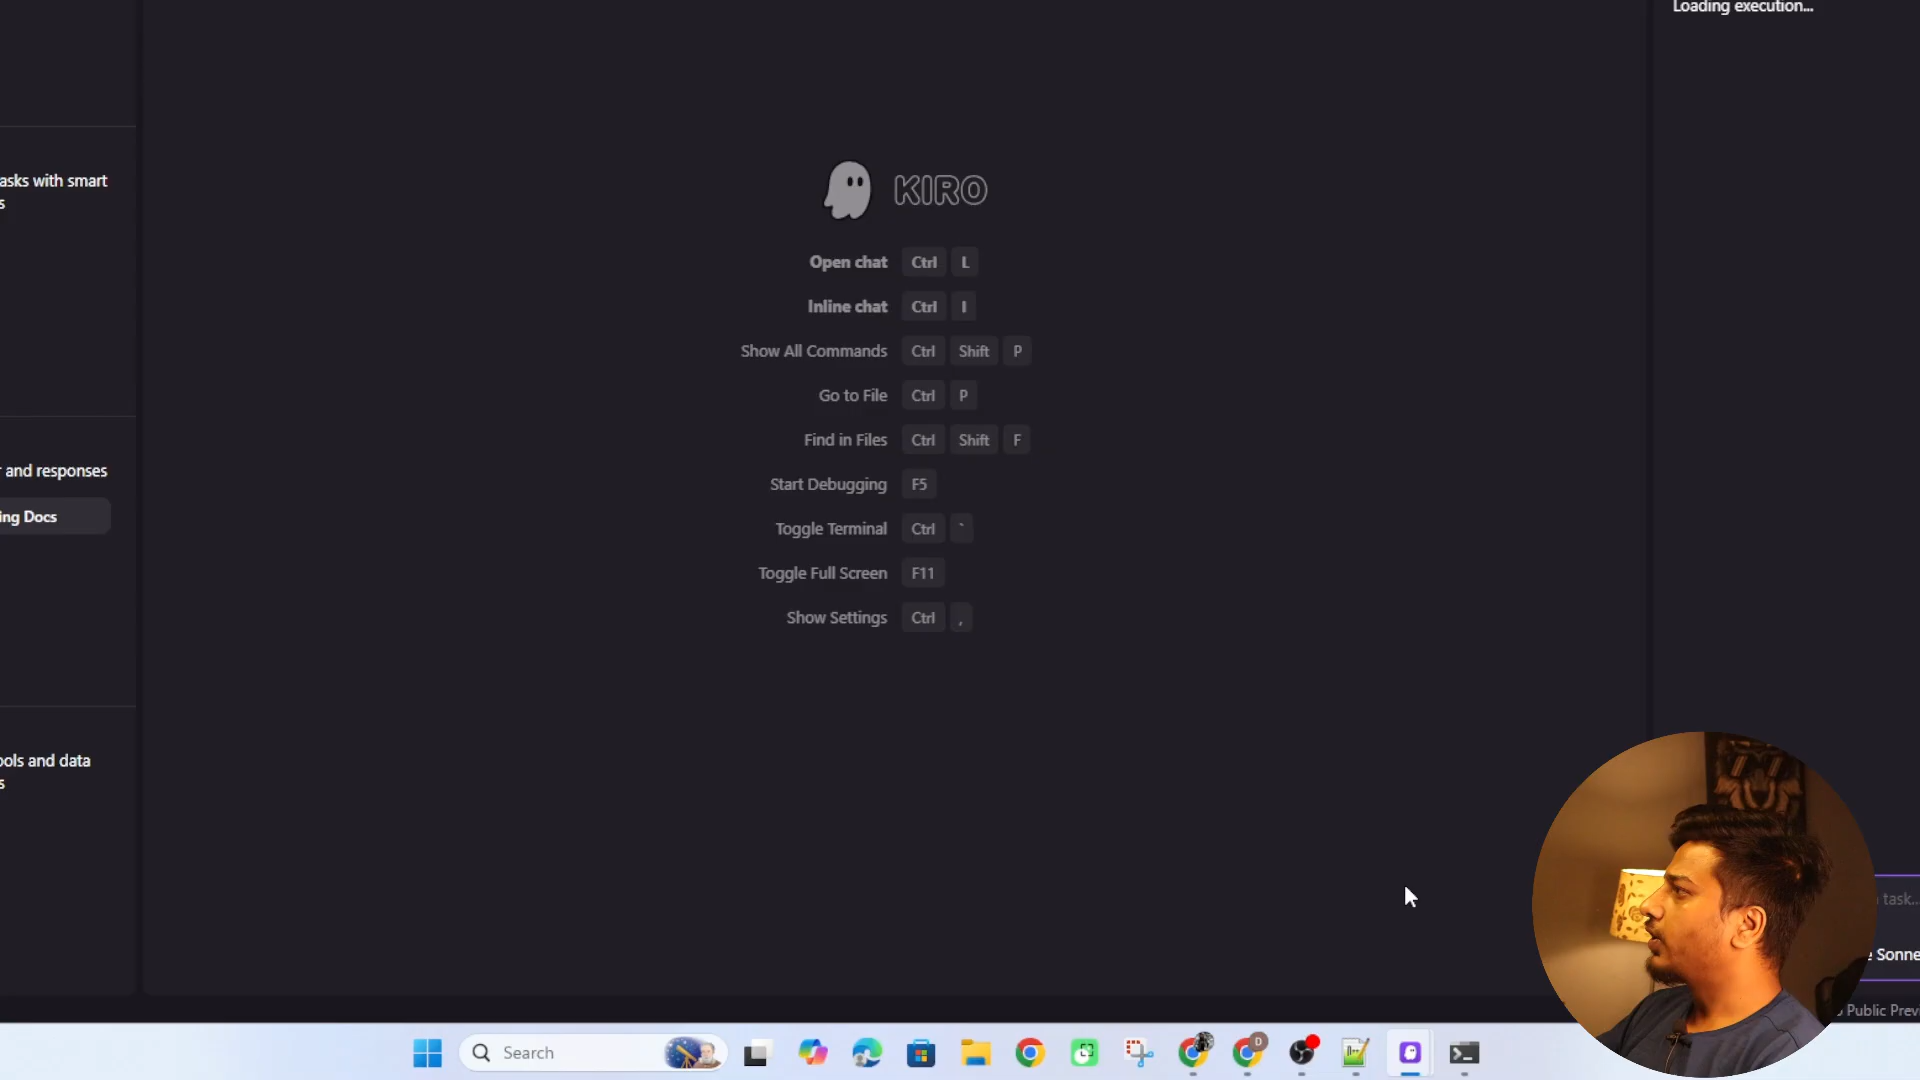 Loading execution...
asks with smart
s
KIRO
Open chat Ctrl L
Inline chat Ctrl I
Show All Commands Ctrl Shift P
Go to File Ctrl P
Find in Files Ctrl Shift F
Start Debugging F5
Toggle Terminal Ctrl `
Toggle Full Screen F11
Show Settings Ctrl ,
r and responses
ing Docs
ools and data
s
task...
e Sonne
Public Previ
Search
D